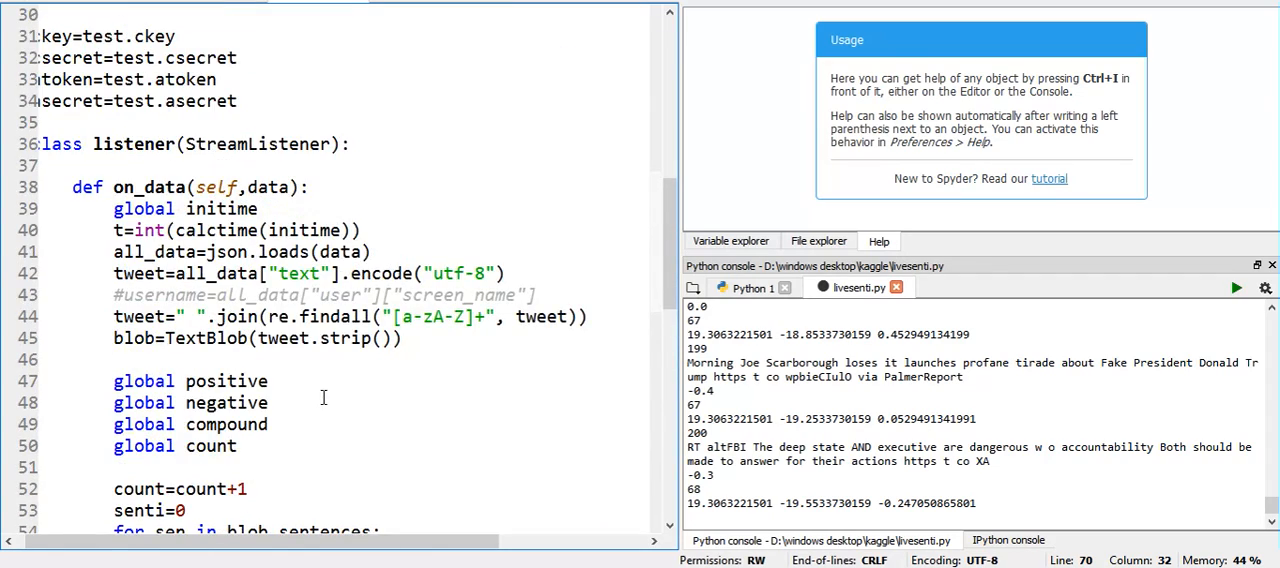 30
31 :key=test.ckey
32 :secret=test.csecret
33 atoken=test.atoken
34 asecret=test.asecret
35
36 class listener(StreamListener):
37
38 def on_data(self,data):
39 global initime
40 t=int(calctime(initime))
41 all_data=json.loads(data)
42 tweet=all_data["text"].encode("utf-8")
43 #username=all_data["user"]["screen_name"]
44 tweet=" ".join(re.findall("[a-zA-Z]+", tweet))
45 blob=TextBlob(tweet.strip())
46
47 global positive
48 global negative
49 global compound
50 global count
51
52 count=count+1
53 senti=0
54 for sen in blob.sentences:
Usage
Here you can get help of any object by pressing Ctrl+I in
front of it, either on the Editor or the Console.
Help can also be shown automatically after writing a left
parenthesis next to an object. You can activate this
behavior in Preferences > Help.
New to Spyder? Read our tutorial
Variable explorer File explorer Help
Python console - D:\windows desktop\kaggle\livesenti.py
Python 1 livesenti.py
0.0
67
19.3063221501 -18.8533730159 0.452949134199
199
Morning Joe Scarborough loses it launches profane tirade about Fake President Donald Tr
ump https t co wpbieCIulO via PalmerReport
-0.4
67
19.3063221501 -19.2533730159 0.0529491341991
200
RT altFBI The deep state AND executive are dangerous w o accountability Both should be
made to answer for their actions https t co XA
-0.3
68
19.3063221501 -19.5533730159 -0.247050865801
Python console - D:\windows desktop\kaggle\livesenti.py IPython console
Permissions: RW End-of-lines: CRLF Encoding: UTF-8 Line: 70 Column: 32 Memory: 44 %